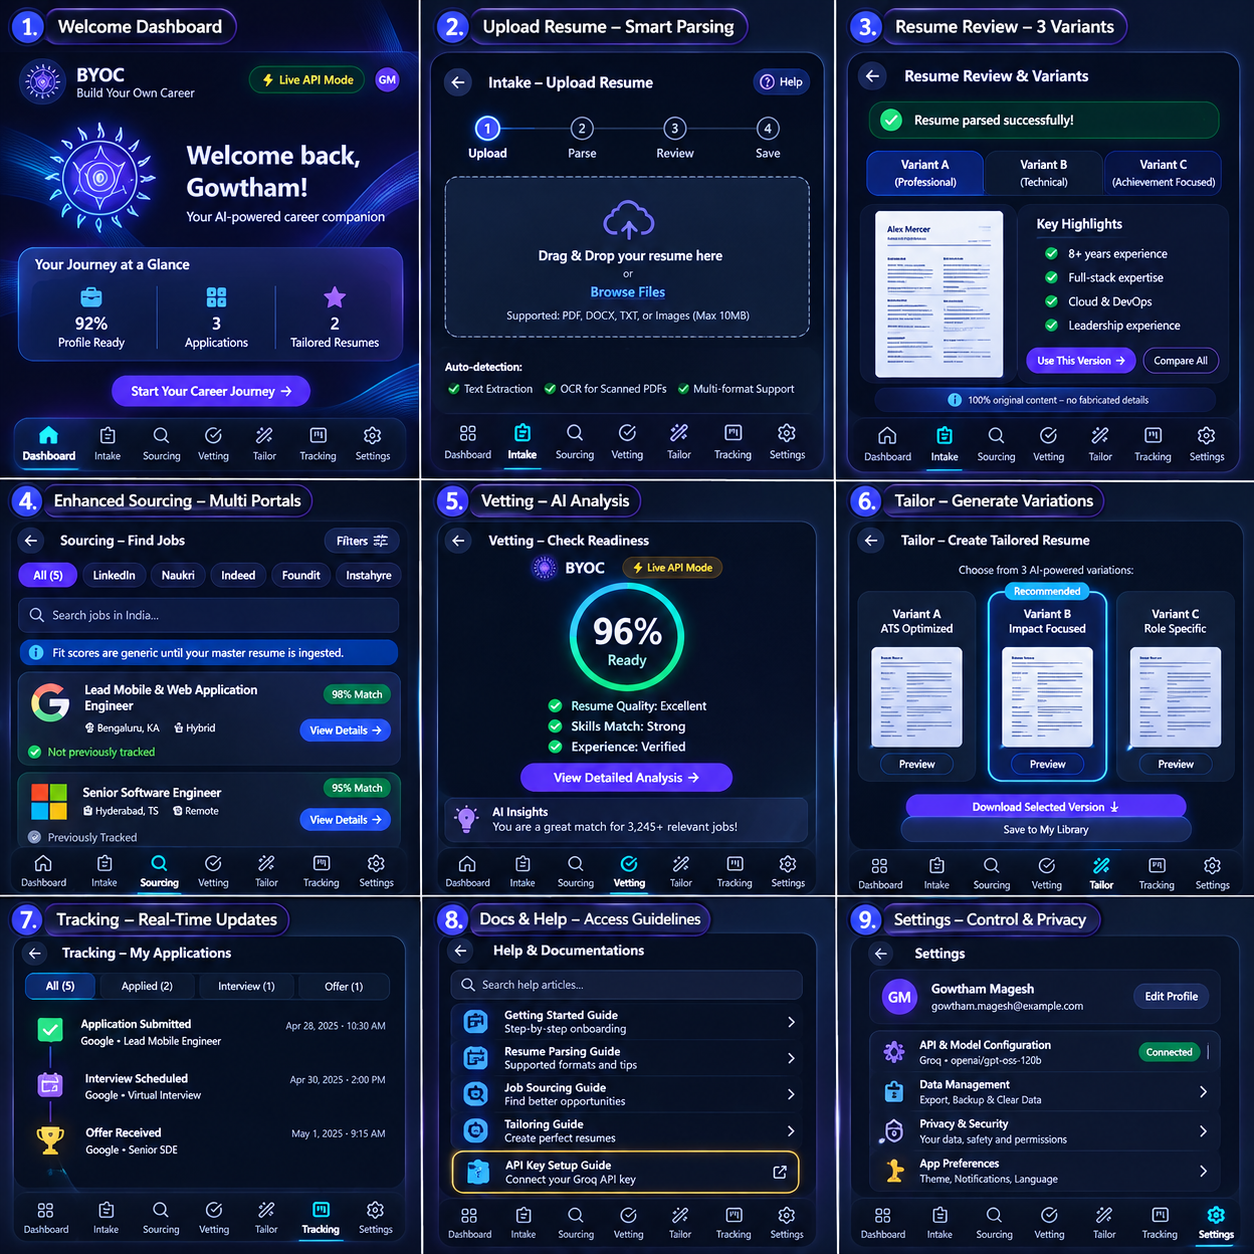 1. Welcome Dashboard
BYOC
Build Your Own Career
Live API Mode
GM
Welcome back,
Gowtham!
Your AI-powered career companion
Your Journey at a Glance
92%
Profile Ready
3
Applications
2
Tailored Resumes
Start Your Career Journey →
Dashboard
Intake
Sourcing
Vetting
Tailor
Tracking
Settings
2. Upload Resume – Smart Parsing
Intake – Upload Resume
Help
1
2
3
4
Upload
Parse
Review
Save
Drag & Drop your resume here
or
Browse Files
Supported: PDF, DOCX, TXT, or Images (Max 10MB)
Auto-detection:
Text Extraction
OCR for Scanned PDFs
Multi-format Support
Dashboard
Intake
Sourcing
Vetting
Tailor
Tracking
Settings
3. Resume Review – 3 Variants
Resume Review & Variants
Resume parsed successfully!
Variant A
(Professional)
Variant B
(Technical)
Variant C
(Achievement Focused)
Alex Mercer
Key Highlights
8+ years experience
Full-stack expertise
Cloud & DevOps
Leadership experience
Use This Version →
Compare All
100% original content – no fabricated details
Dashboard
Intake
Sourcing
Vetting
Tailor
Tracking
Settings
4. Enhanced Sourcing – Multi Portals
Sourcing – Find Jobs
Filters
All (5)
LinkedIn
Naukri
Indeed
Foundit
Instahyre
Search jobs in India...
Fit scores are generic until your master resume is ingested.
Lead Mobile & Web Application
Engineer
98% Match
Bengaluru, KA
Hybrid
View Details →
Not previously tracked
Senior Software Engineer
95% Match
Hyderabad, TS
Remote
View Details →
Previously Tracked
Dashboard
Intake
Sourcing
Vetting
Tailor
Tracking
Settings
5. Vetting – AI Analysis
Vetting – Check Readiness
BYOC
Live API Mode
96%
Ready
Resume Quality: Excellent
Skills Match: Strong
Experience: Verified
View Detailed Analysis →
AI Insights
You are a great match for 3,245+ relevant jobs!
Dashboard
Intake
Sourcing
Vetting
Tailor
Tracking
Settings
6. Tailor – Generate Variations
Tailor – Create Tailored Resume
Choose from 3 AI-powered variations:
Recommended
Variant A
ATS Optimized
Variant B
Impact Focused
Variant C
Role Specific
Preview
Preview
Preview
Download Selected Version
Save to My Library
Dashboard
Intake
Sourcing
Vetting
Tailor
Tracking
Settings
7. Tracking – Real-Time Updates
Tracking – My Applications
All (5)
Applied (2)
Interview (1)
Offer (1)
Application Submitted
Apr 28, 2025 • 10:30 AM
Google • Lead Mobile Engineer
Interview Scheduled
Apr 30, 2025 • 2:00 PM
Google • Virtual Interview
Offer Received
May 1, 2025 • 9:15 AM
Google • Senior SDE
Dashboard
Intake
Sourcing
Vetting
Tailor
Tracking
Settings
8. Docs & Help – Access Guidelines
Help & Documentations
Search help articles...
Getting Started Guide
Step-by-step onboarding
Resume Parsing Guide
Supported formats and tips
Job Sourcing Guide
Find better opportunities
Tailoring Guide
Create perfect resumes
API Key Setup Guide
Connect your Groq API key
Dashboard
Intake
Sourcing
Vetting
Tailor
Tracking
Settings
9. Settings – Control & Privacy
Settings
GM
Gowtham Magesh
gowtham.magesh@example.com
Edit Profile
API & Model Configuration
Groq • openai/gpt-oss-120b
Connected
Data Management
Export, Backup & Clear Data
Privacy & Security
Your data, safety and permissions
App Preferences
Theme, Notifications, Language
Dashboard
Intake
Sourcing
Vetting
Tailor
Tracking
Settings